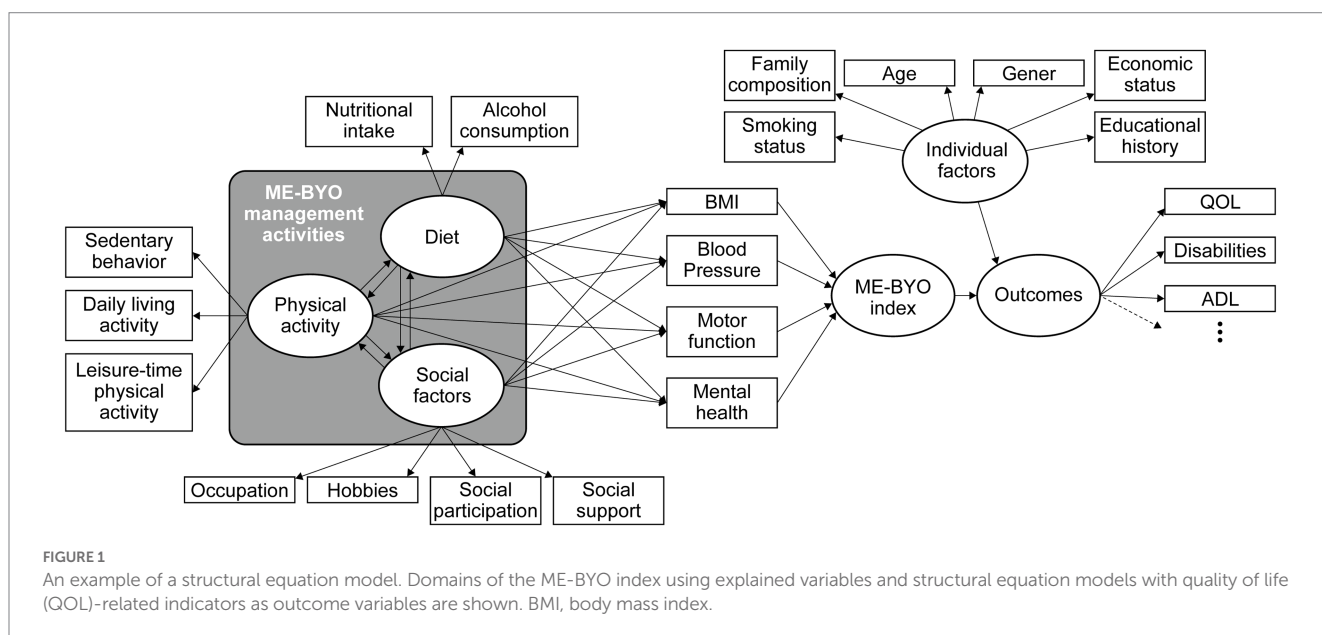 Family
composition
Age
Gener
Economic
status
Nutritional
intake
Alcohol
consumption
Smoking
status
Individual
factors
Educational
history
ME-BYO
management
activities
Diet
BMI
QOL
Sedentary
behavior
Blood
Pressure
Disabilities
Daily living
activity
Physical
activity
ME-BYO
index
Outcomes
ADL
Motor
function
Leisure-time
physical
activity
Social
factors
Mental
health
Occupation
Hobbies
Social
participation
Social
support
FIGURE 1
An example of a structural equation model. Domains of the ME-BYO index using explained variables and structural equation models with quality of life
(QOL)-related indicators as outcome variables are shown. BMI, body mass index.